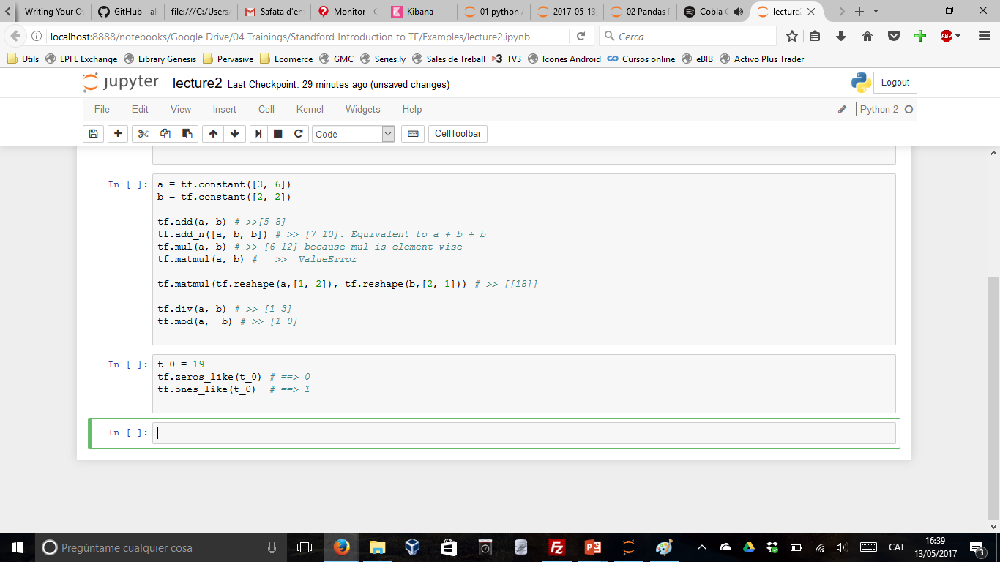 Writing Your Ow
GitHub - al
file:///C:/Users/
Safata d'en
Monitor - C
Kibana
01 python
2017-05-13
02 Pandas
Cobla
lecture2
localhost:8888/notebooks/Google Drive/04 Trainings/Standford Introduction to TF/Examples/lecture2.ipynb
Cerca
ABP
Utils
EPFL Exchange
Library Genesis
Pervasive
Ecomerce
GMC
Series.ly
Sales de Treball
TV3
Icones Android
Cursos online
eBIB
Activo Plus Trader
jupyter lecture2 Last Checkpoint: 29 minutes ago (unsaved changes)
Logout
File Edit View Insert Cell Kernel Widgets Help
Python 2
Code
CellToolbar
In [ ]: a = tf.constant([3, 6])
b = tf.constant([2, 2])
tf.add(a, b) # >>[5 8]
tf.add_n([a, b, b]) # >> [7 10]. Equivalent to a + b + b
tf.mul(a, b) # >> [6 12] because mul is element wise
tf.matmul(a, b) #   >>  ValueError
tf.matmul(tf.reshape(a,[1, 2]), tf.reshape(b,[2, 1])) # >> [[18]]
tf.div(a, b) # >> [1 3]
tf.mod(a,  b) # >> [1 0]
In [ ]: t_0 = 19
tf.zeros_like(t_0) # ==> 0
tf.ones_like(t_0)  # ==> 1
In [ ]:
Pregúntame cualquier cosa
CAT
16:39
13/05/2017
3